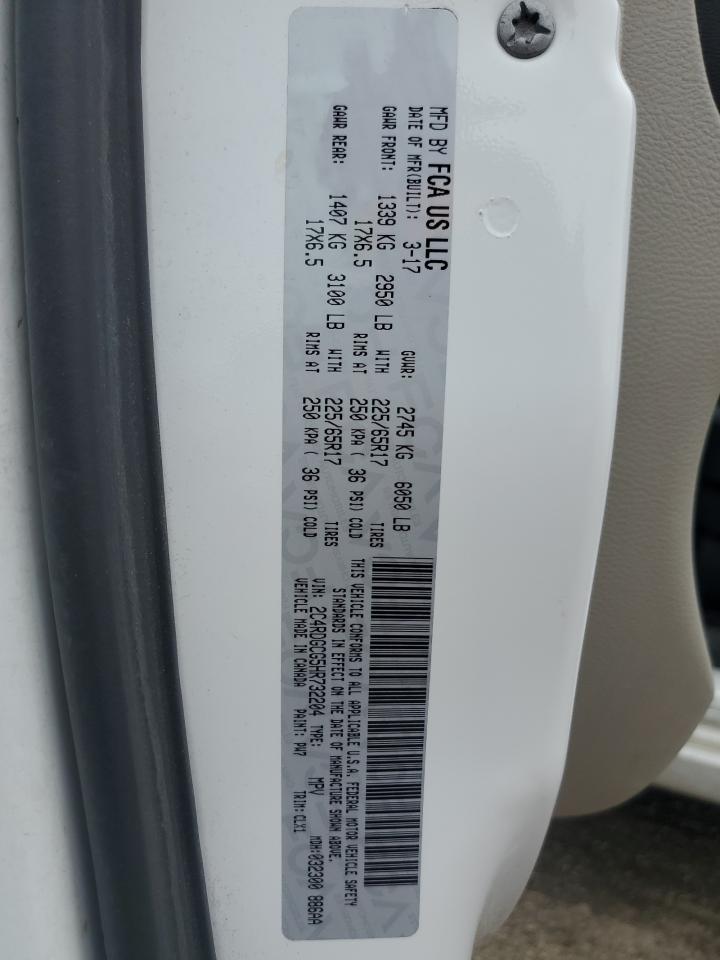 MFD BY FCA US LLC
DATE OF MFR(BUILT): 3-17 GVWR: 2745 KG 6050 LB
GAWR FRONT: 1339 KG 2950 LB WITH 225/65R17 TIRES
17X6.5 RIMS AT 250 KPA ( 36 PSI) COLD
GAWR REAR: 1407 KG 3100 LB WITH 225/65R17 TIRES
17X6.5 RIMS AT 250 KPA ( 36 PSI) COLD
THIS VEHICLE CONFORMS TO ALL APPLICABLE U.S.A. FEDERAL MOTOR VEHICLE SAFETY
STANDARDS IN EFFECT ON THE DATE OF MANUFACTURE SHOWN ABOVE.
VIN: 2C4RDGCG5HR732204 TYPE: MPV MDH:032300 886AA
VEHICLE MADE IN CANADA PAINT: PW7 TRIM:CLX1